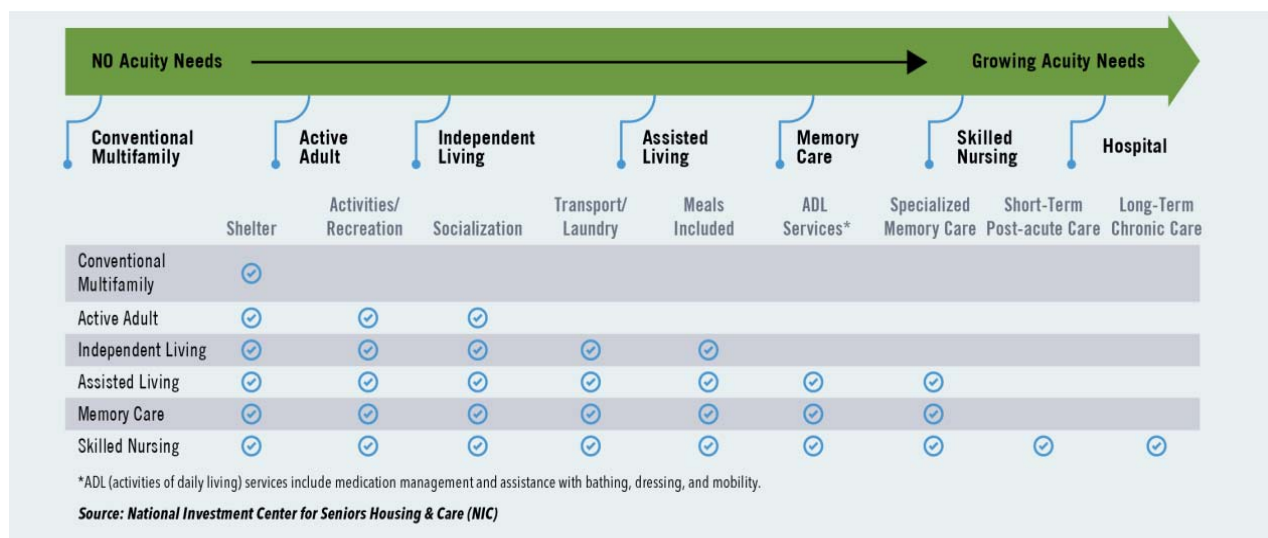 NO Acuity Needs Growing Acuity Needs
Conventional Multifamily
Active Adult
Independent Living
Assisted Living
Memory Care
Skilled Nursing
Hospital
Shelter
Activities/ Recreation
Socialization
Transport/ Laundry
Meals Included
ADL Services*
Specialized Memory Care
Short-Term Post-acute Care
Long-Term Chronic Care
Conventional
Multifamily
Active Adult
Independent Living
Assisted Living
Memory Care
Skilled Nursing
*ADL (activities of daily living) services include medication management and assistance with bathing, dressing, and mobility.
Source: National Investment Center for Seniors Housing & Care (NIC)